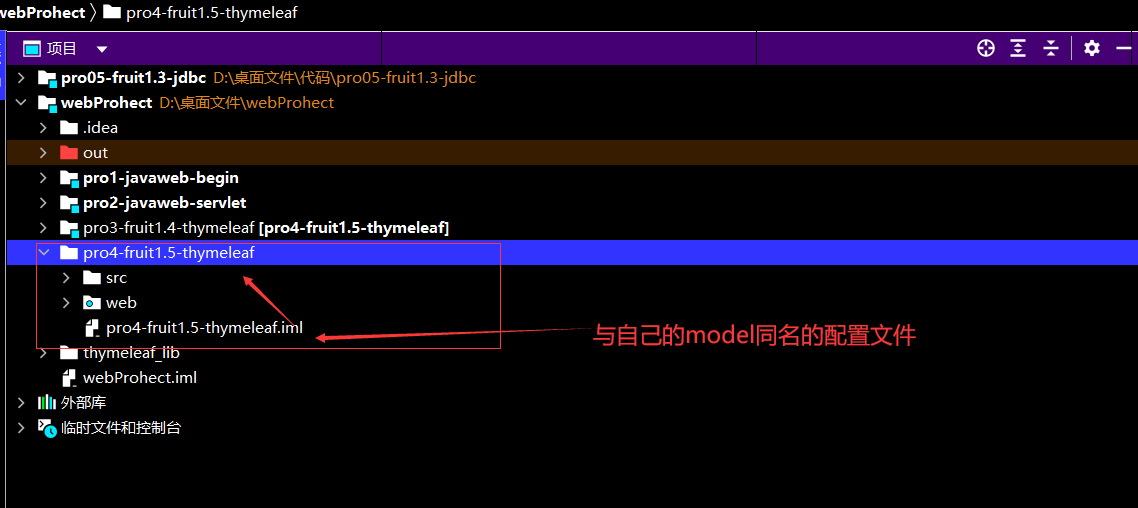 webProhect 〉 pro4-fruit1.5-thymeleaf
项目
pro05-fruit1.3-jdbc D:\桌面文件\代码\pro05-fruit1.3-jdbc
webProhect D:\桌面文件\webProhect
.idea
out
pro1-javaweb-begin
pro2-javaweb-servlet
pro3-fruit1.4-thymeleaf [pro4-fruit1.5-thymeleaf]
pro4-fruit1.5-thymeleaf
src
web
pro4-fruit1.5-thymeleaf.iml
与自己的model同名的配置文件
thymeleaf_lib
webProhect.iml
外部库
临时文件和控制台